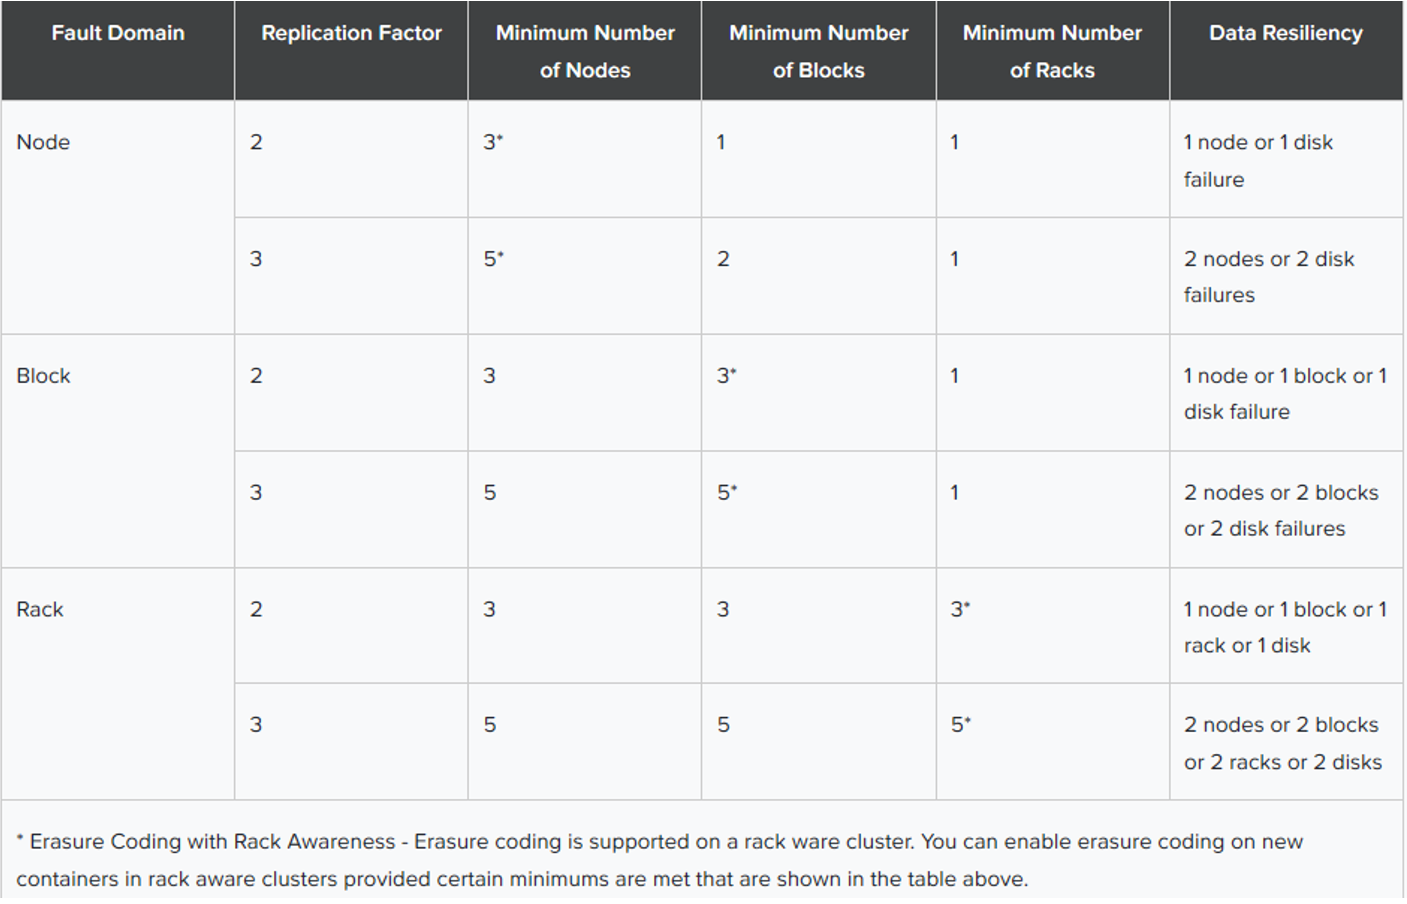 Fault Domain
Replication Factor
Minimum Number
of Nodes
Minimum Number
of Blocks
Minimum Number
of Racks
Data Resiliency
Node
2
3*
1
1
1 node or 1 disk
failure
3
5*
2
1
2 nodes or 2 disk
failures
Block
2
3
3*
1
1 node or 1 block or 1
disk failure
3
5
5*
1
2 nodes or 2 blocks
or 2 disk failures
Rack
2
3
3
3*
1 node or 1 block or 1
rack or 1 disk
3
5
5
5*
2 nodes or 2 blocks
or 2 racks or 2 disks
* Erasure Coding with Rack Awareness - Erasure coding is supported on a rack ware cluster. You can enable erasure coding on new
containers in rack aware clusters provided certain minimums are met that are shown in the table above.